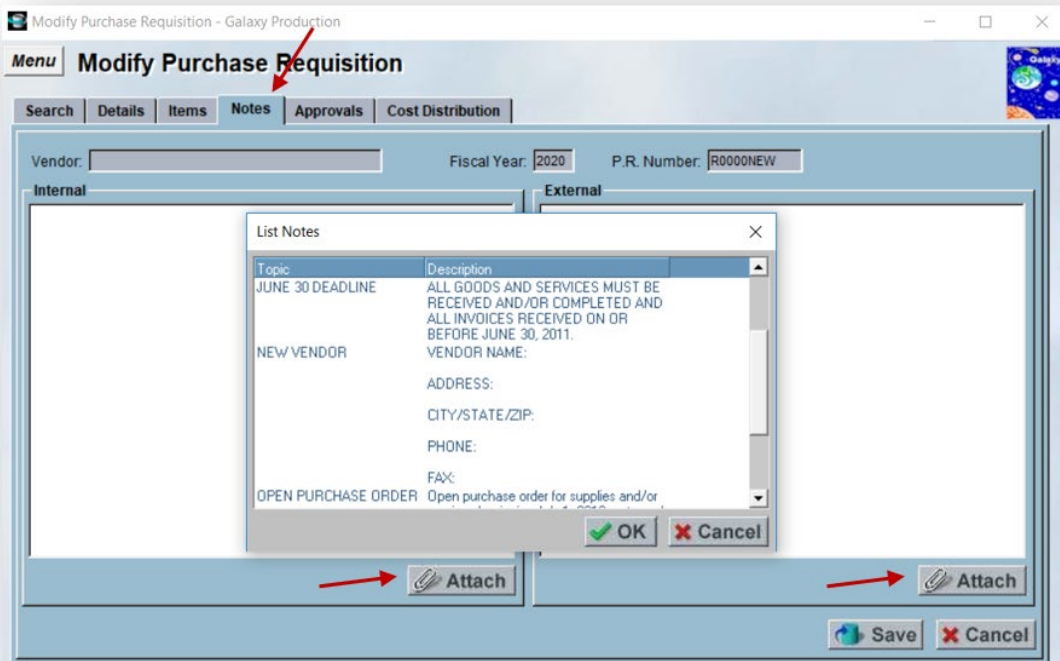 Modify Purchase Requisition - Galaxy Production
Menu Modify Purchase Requisition
Galaxy
Search Details Items Notes Approvals Cost Distribution
Vendor: Fiscal Year: 2020 P.R. Number: R0000NEW
Internal External
List Notes
Topic Description
JUNE 30 DEADLINE ALL GOODS AND SERVICES MUST BE
RECEIVED AND/OR COMPLETED AND
ALL INVOICES RECEIVED ON OR
BEFORE JUNE 30, 2011.
NEW VENDOR VENDOR NAME:
ADDRESS:
CITY/STATE/ZIP:
PHONE:
FAX:
OPEN PURCHASE ORDER Open purchase order for supplies and/or
OK Cancel
Attach Attach
Save Cancel